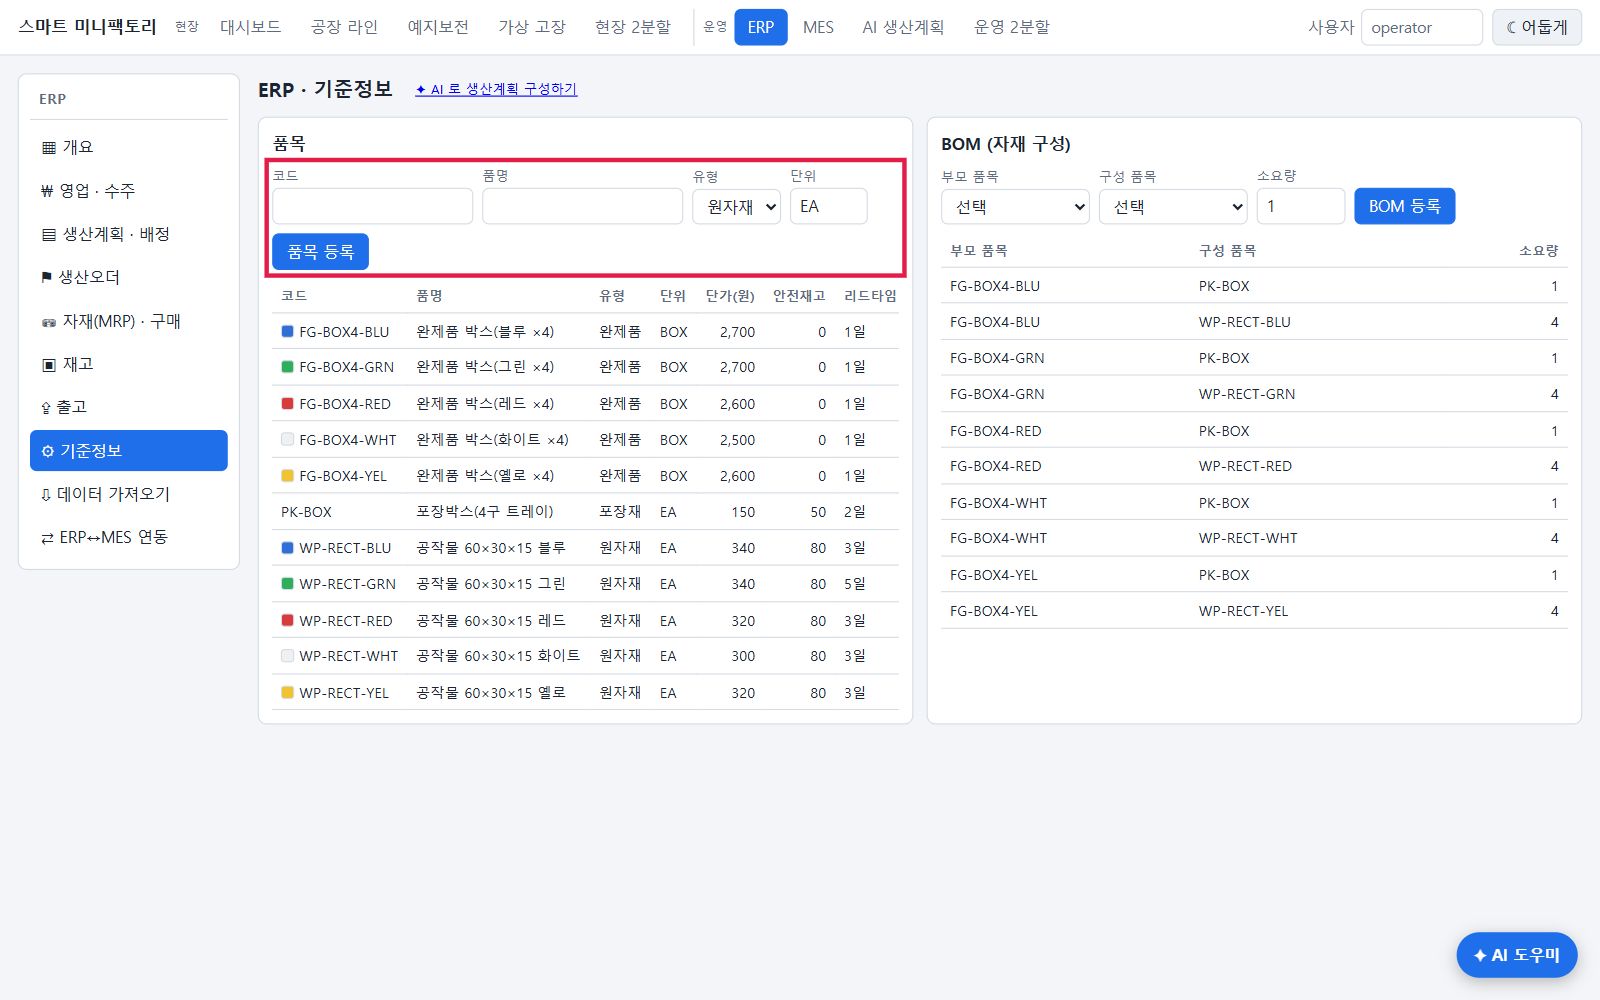 스마트 미니팩토리 현장 대시보드 공장 라인 예지보전 가상 고장 현장 2분할 운영 ERP MES AI 생산계획 운영 2분할 사용자 operator ☾ 어둡게
ERP
▦ 개요
₩ 영업 · 수주
▤ 생산계획 · 배정
⚑ 생산오더
자재(MRP) · 구매
▣ 재고
⇪ 출고
⚙ 기준정보
⇩ 데이터 가져오기
⇄ ERP↔MES 연동
ERP · 기준정보 ✦ AI 로 생산계획 구성하기
품목
코드 품명 유형 단위
원자재 EA
품목 등록
코드 품명 유형 단위 단가(원) 안전재고 리드타임
FG-BOX4-BLU 완제품 박스(블루 ×4) 완제품 BOX 2,700 0 1일
FG-BOX4-GRN 완제품 박스(그린 ×4) 완제품 BOX 2,700 0 1일
FG-BOX4-RED 완제품 박스(레드 ×4) 완제품 BOX 2,600 0 1일
FG-BOX4-WHT 완제품 박스(화이트 ×4) 완제품 BOX 2,500 0 1일
FG-BOX4-YEL 완제품 박스(옐로 ×4) 완제품 BOX 2,600 0 1일
PK-BOX 포장박스(4구 트레이) 포장재 EA 150 50 2일
WP-RECT-BLU 공작물 60×30×15 블루 원자재 EA 340 80 3일
WP-RECT-GRN 공작물 60×30×15 그린 원자재 EA 340 80 5일
WP-RECT-RED 공작물 60×30×15 레드 원자재 EA 320 80 3일
WP-RECT-WHT 공작물 60×30×15 화이트 원자재 EA 300 80 3일
WP-RECT-YEL 공작물 60×30×15 옐로 원자재 EA 320 80 3일
BOM (자재 구성)
부모 품목 구성 품목 소요량
선택 선택 1 BOM 등록
부모 품목 구성 품목 소요량
FG-BOX4-BLU PK-BOX 1
FG-BOX4-BLU WP-RECT-BLU 4
FG-BOX4-GRN PK-BOX 1
FG-BOX4-GRN WP-RECT-GRN 4
FG-BOX4-RED PK-BOX 1
FG-BOX4-RED WP-RECT-RED 4
FG-BOX4-WHT PK-BOX 1
FG-BOX4-WHT WP-RECT-WHT 4
FG-BOX4-YEL PK-BOX 1
FG-BOX4-YEL WP-RECT-YEL 4
✦ AI 도우미